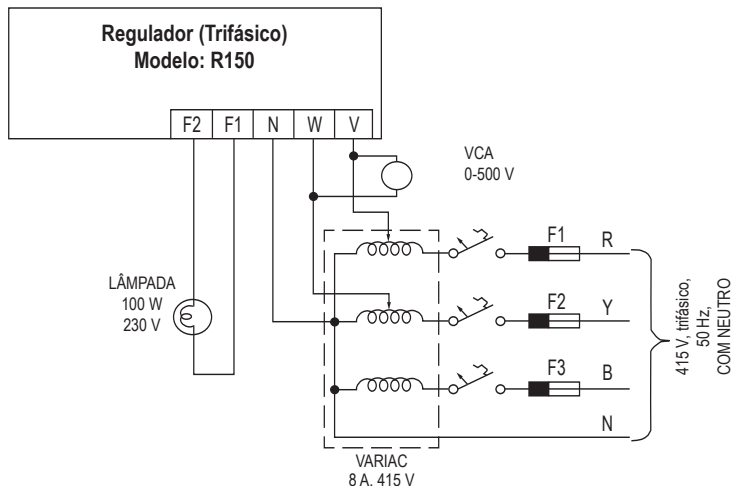 Regulador (Trifásico)
Modelo: R150
F2 F1 N W V
VCA
0-500 V
F1 R
LÂMPADA
100 W
230 V
F2 Y
F3 B
N
415 V, trifásico,
50 Hz,
COM NEUTRO
VARIAC
8 A, 415 V